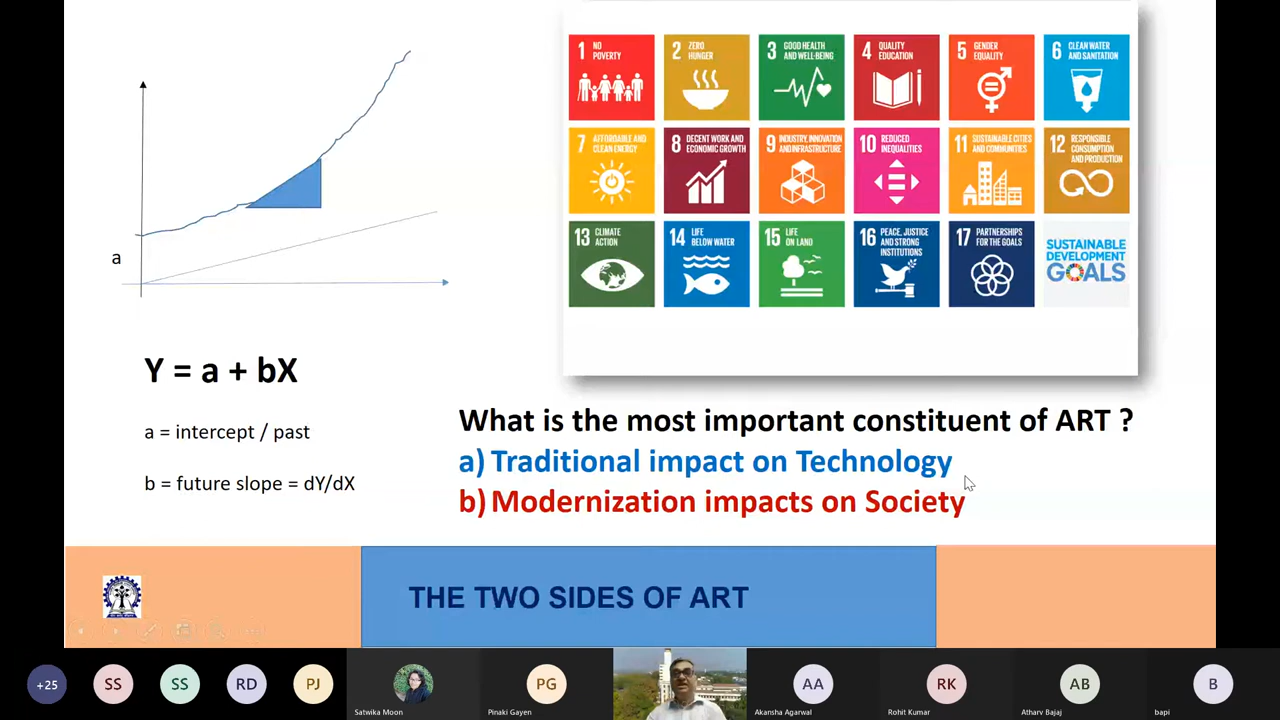 a
Y = a + bX
a = intercept / past
b = future slope = dY/dX
1 NO
POVERTY
2 ZERO
HUNGER
3 GOOD HEALTH
AND WELL-BEING
4 QUALITY
EDUCATION
5 GENDER
EQUALITY
6 CLEAN WATER
AND SANITATION
7 AFFORDABLE AND
CLEAN ENERGY
8 DECENT WORK AND
ECONOMIC GROWTH
9 INDUSTRY, INNOVATION
AND INFRASTRUCTURE
10 REDUCED
INEQUALITIES
11 SUSTAINABLE CITIES
AND COMMUNITIES
12 RESPONSIBLE
CONSUMPTION
AND PRODUCTION
13 CLIMATE
ACTION
14 LIFE
BELOW WATER
15 LIFE
ON LAND
16 PEACE, JUSTICE
AND STRONG
INSTITUTIONS
17 PARTNERSHIPS
FOR THE GOALS
SUSTAINABLE
DEVELOPMENT
GOALS
What is the most important constituent of ART ?
a) Traditional impact on Technology
b) Modernization impacts on Society
THE TWO SIDES OF ART
+25
SS
SS
RD
PJ
Satwika Moon
PG
Pinaki Gayen
AA
Akansha Agarwal
RK
Rohit Kumar
AB
Atharv Bajaj
B
bapi